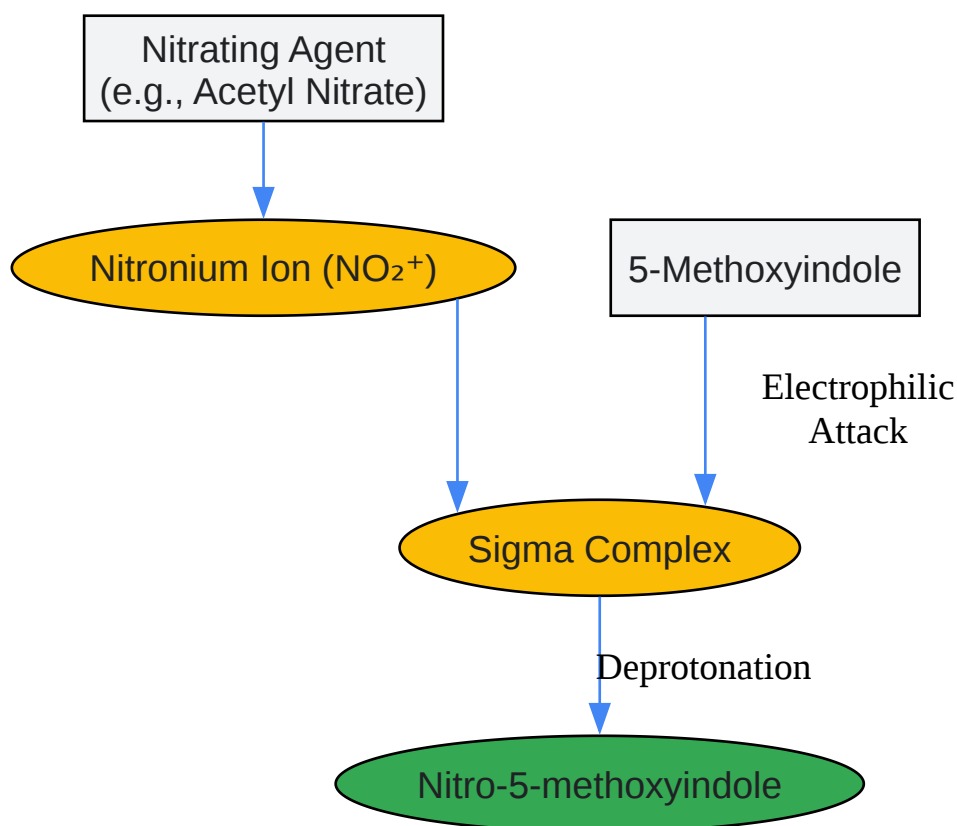 Nitrating Agent
(e.g., Acetyl Nitrate)
Nitronium Ion (NO₂⁺)
5-Methoxyindole
Electrophilic
Attack
Sigma Complex
Deprotonation
Nitro-5-methoxyindole